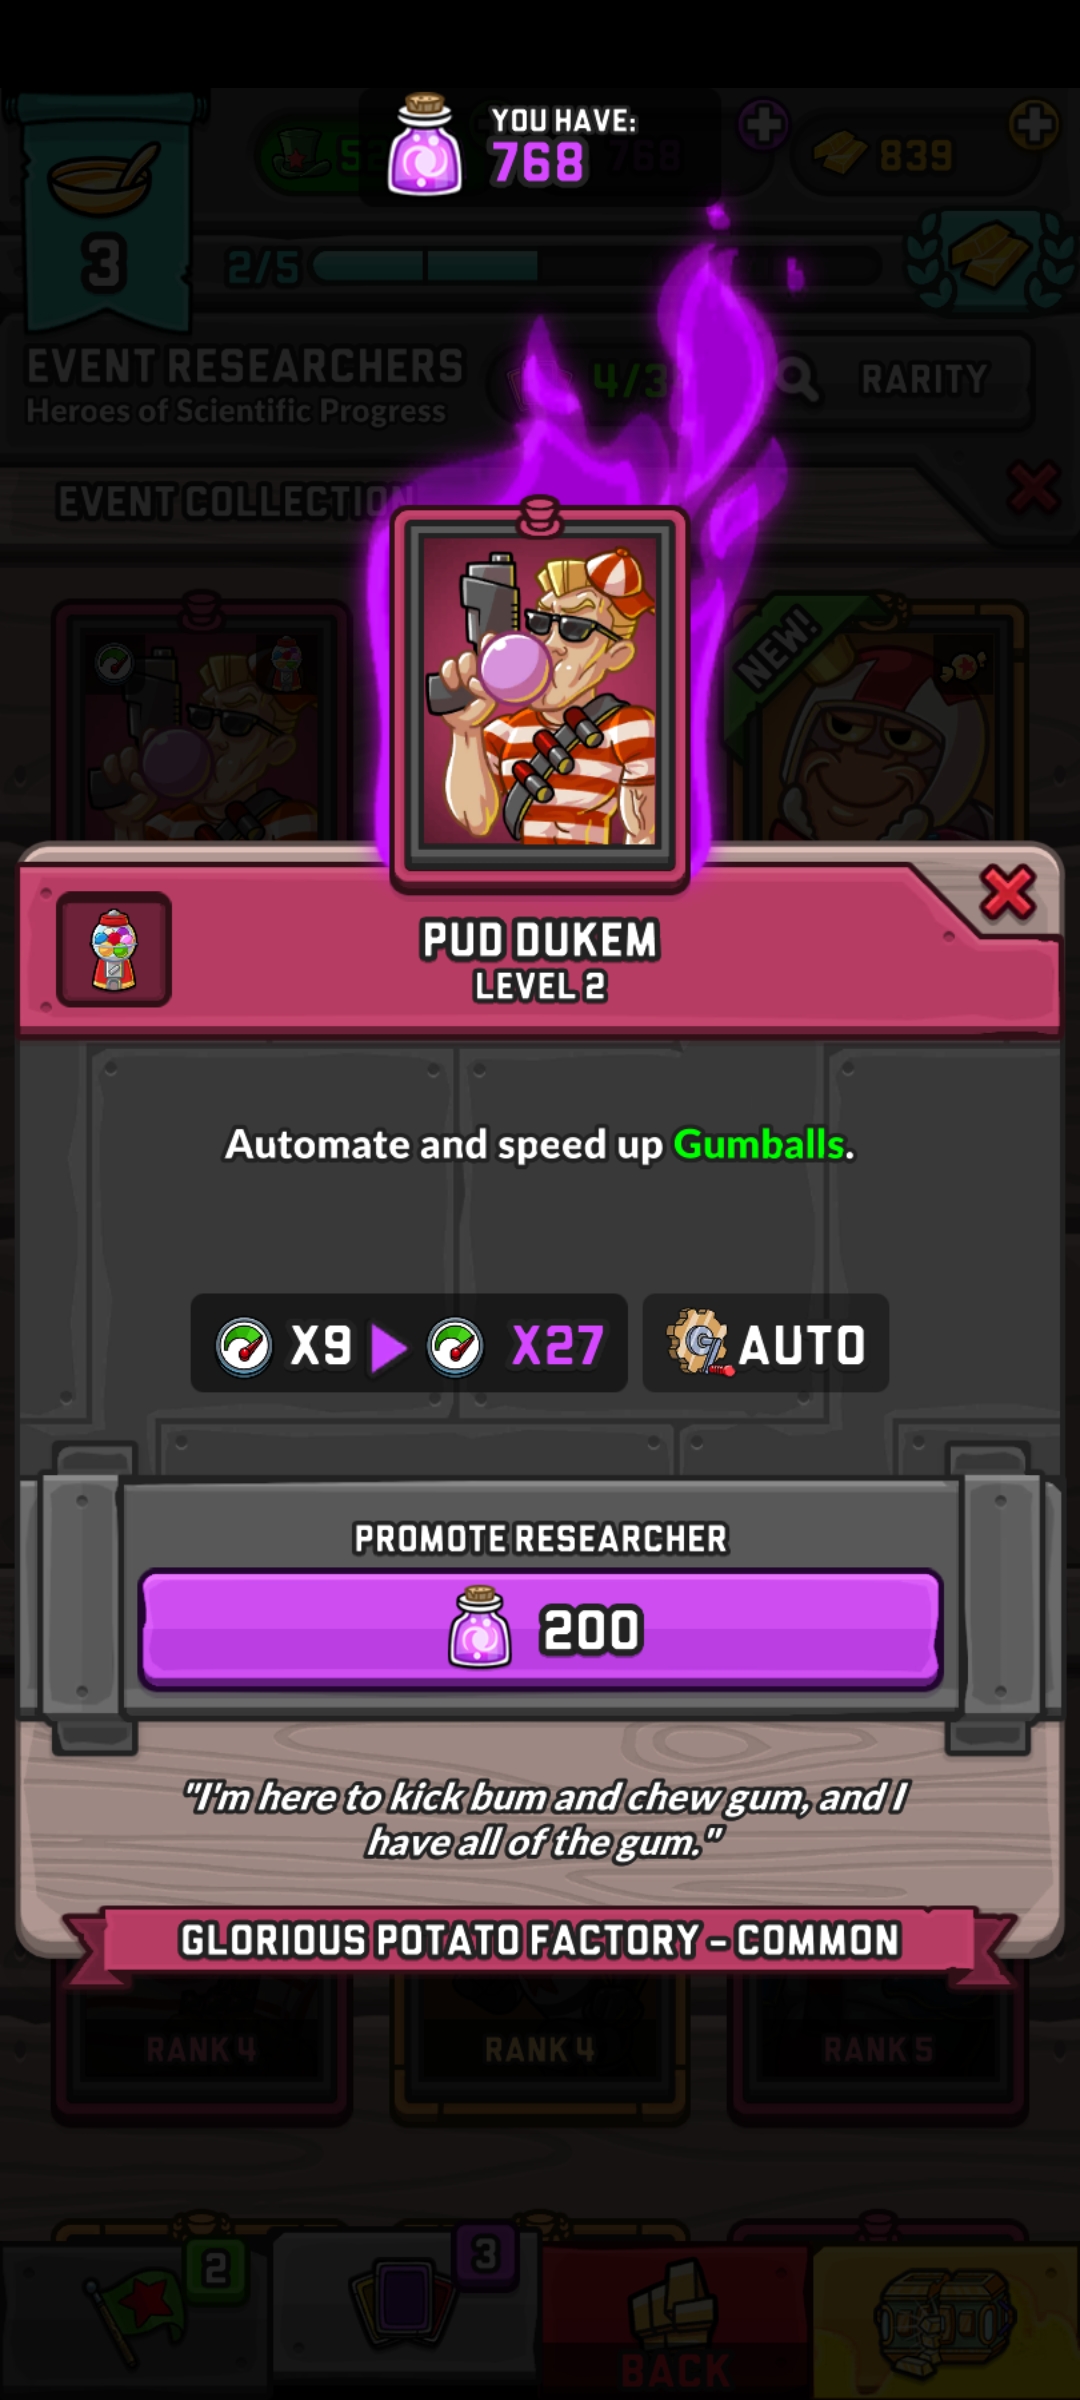 YOU HAVE:
768
768
839
3
2/5
EVENT RESEARCHERS
Heroes of Scientific Progress
4/3
RARITY
EVENT COLLECTION
NEW!
PUD DUKEM
LEVEL 2
Automate and speed up Gumballs.
X9
X27
AUTO
PROMOTE RESEARCHER
200
"I'm here to kick bum and chew gum, and I
have all of the gum."
GLORIOUS POTATO FACTORY - COMMON
RANK 4
RANK 4
RANK 5
2
3
BACK